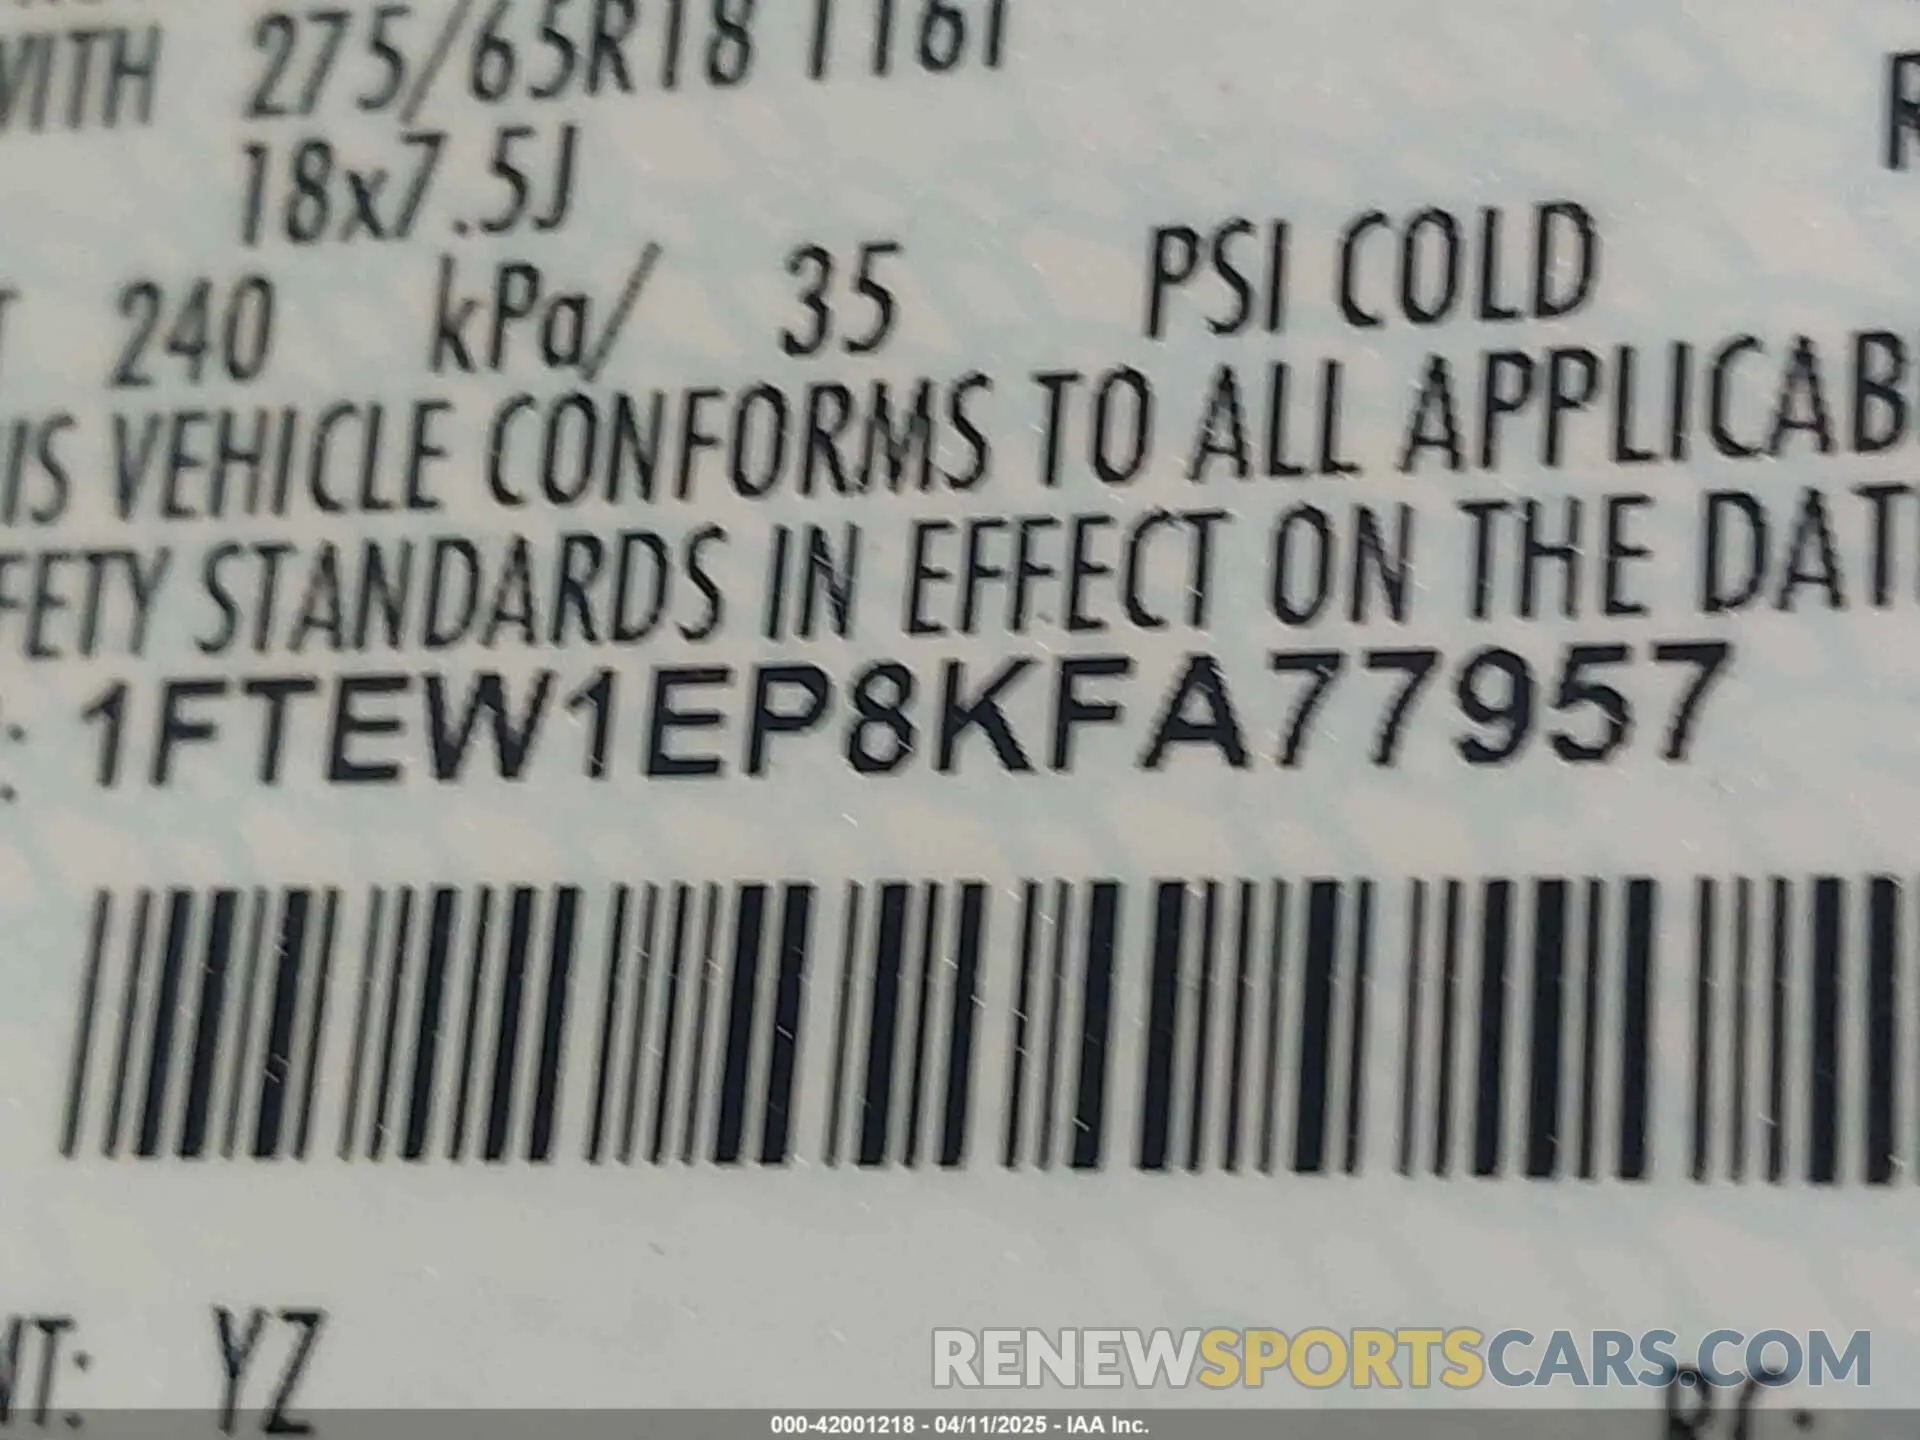 WITH 275/65R18 116T
18x7.5J
T 240 kPa/ 35 PSI COLD
IS VEHICLE CONFORMS TO ALL APPLICAB
FETY STANDARDS IN EFFECT ON THE DAT
: 1FTEW1EP8KFA77957
NT: YZ
RENEWSPORTSCARS.COM
000-42001218 - 04/11/2025 - IAA Inc.